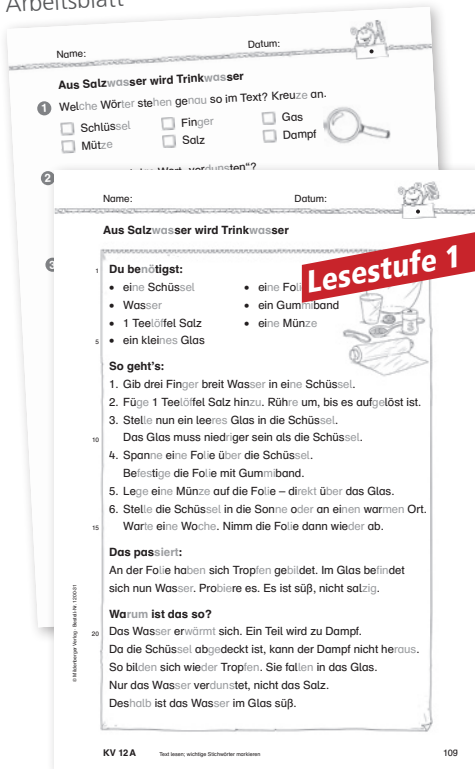 Arbeitsblatt
Name: Datum:
Aus Salzwasser wird Trinkwasser
1 Welche Wörter stehen genau so im Text? Kreuze an.
Schlüssel Finger Gas
Mütze Salz Dampf
2 Wort „verdunsten“?
3
Name: Datum:
Aus Salzwasser wird Trinkwasser
Lesestufe 1
1 Du benötigst:
• eine Schüssel • eine Foli
• Wasser • ein Gummiband
• 1 Teelöffel Salz • eine Münze
5 • ein kleines Glas
So geht's:
1. Gib drei Finger breit Wasser in eine Schüssel.
2. Füge 1 Teelöffel Salz hinzu. Rühre um, bis es aufgelöst ist.
3. Stelle nun ein leeres Glas in die Schüssel.
10 Das Glas muss niedriger sein als die Schüssel.
4. Spanne eine Folie über die Schüssel.
Befestige die Folie mit Gummiband.
5. Lege eine Münze auf die Folie – direkt über das Glas.
6. Stelle die Schüssel in die Sonne oder an einen warmen Ort.
15 Warte eine Woche. Nimm die Folie dann wieder ab.
Das passiert:
An der Folie haben sich Tropfen gebildet. Im Glas befindet
sich nun Wasser. Probiere es. Es ist süß, nicht salzig.
Warum ist das so?
20 Das Wasser erwärmt sich. Ein Teil wird zu Dampf.
Da die Schüssel abgedeckt ist, kann der Dampf nicht heraus.
So bilden sich wieder Tropfen. Sie fallen in das Glas.
Nur das Wasser verdunstet, nicht das Salz.
Deshalb ist das Wasser im Glas süß.
© Mildenberger Verlag · Bestell-Nr. 1200-51
KV 12 A Text lesen; wichtige Stichwörter markieren 109